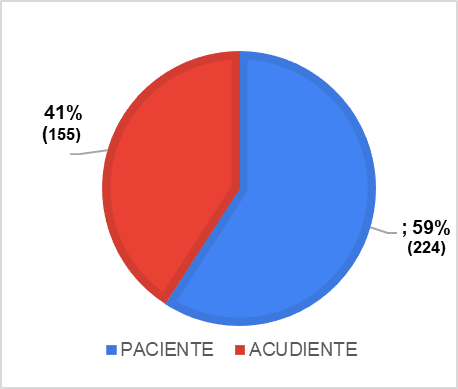 41%
(155)
; 59%
(224)
PACIENTE
ACUDIENTE